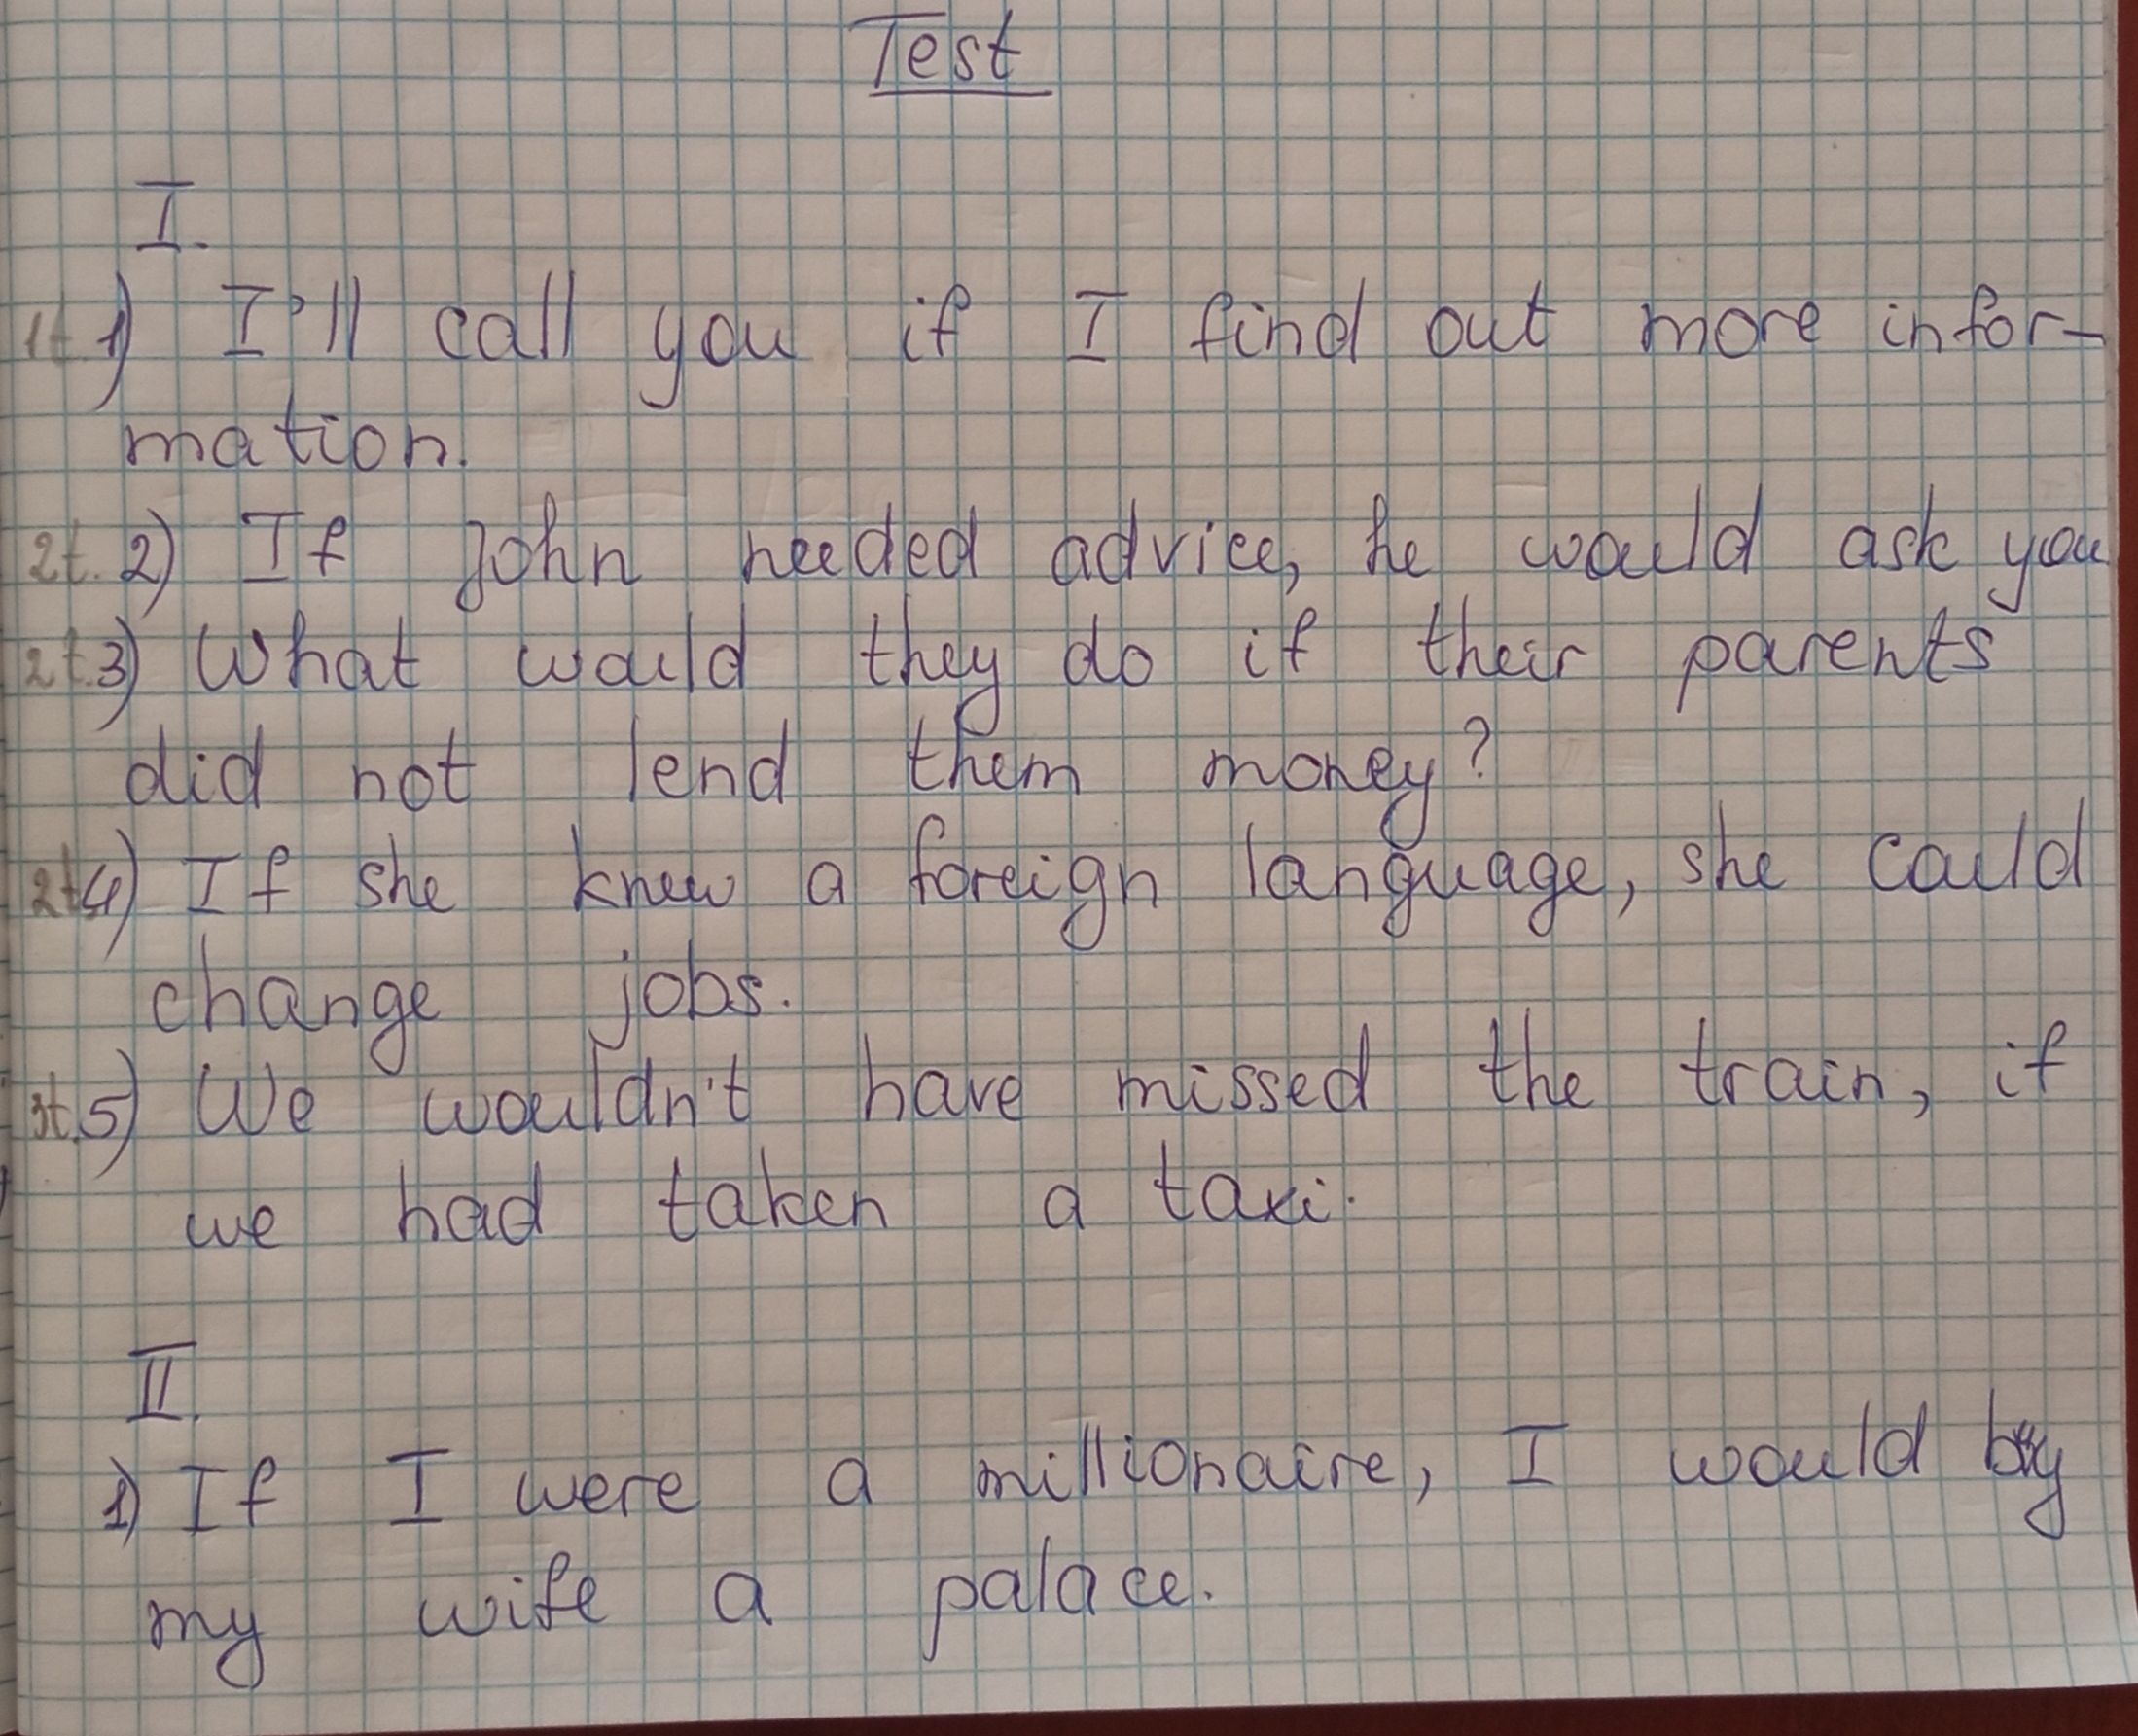 Test
I.
1t. 1) I'll call you if I find out more infor-
mation.
2t. 2) If John needed advice, he would ask you
2t. 3) What would they do if their parents
did not lend them money?
2t. 4) If she knew a foreign language, she could
change jobs.
3t. 5) We wouldn't have missed the train, if
we had taken a taxi.
II.
1) If I were a millionaire, I would buy
my wife a palace.